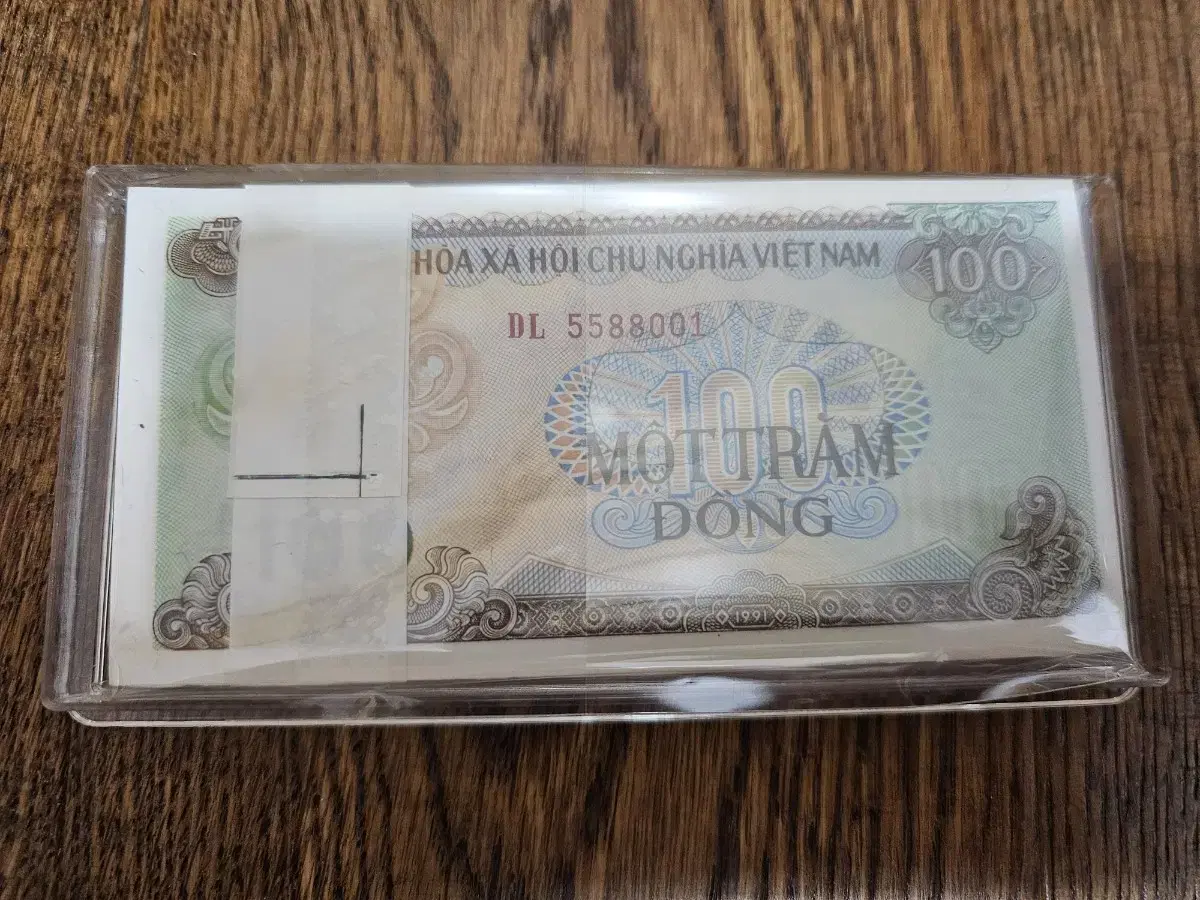 HÒA XÃ HỘI CHỦ NGHĨA VIỆT NAM
100
DL 5588001
100
MỘT TRĂM
ĐỒNG
1991